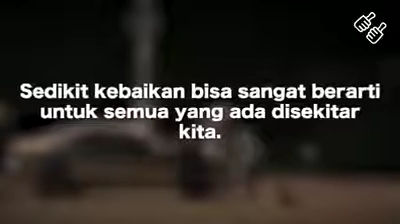 Sedikit kebaikan bisa sangat berarti
untuk semua yang ada disekitar
kita.